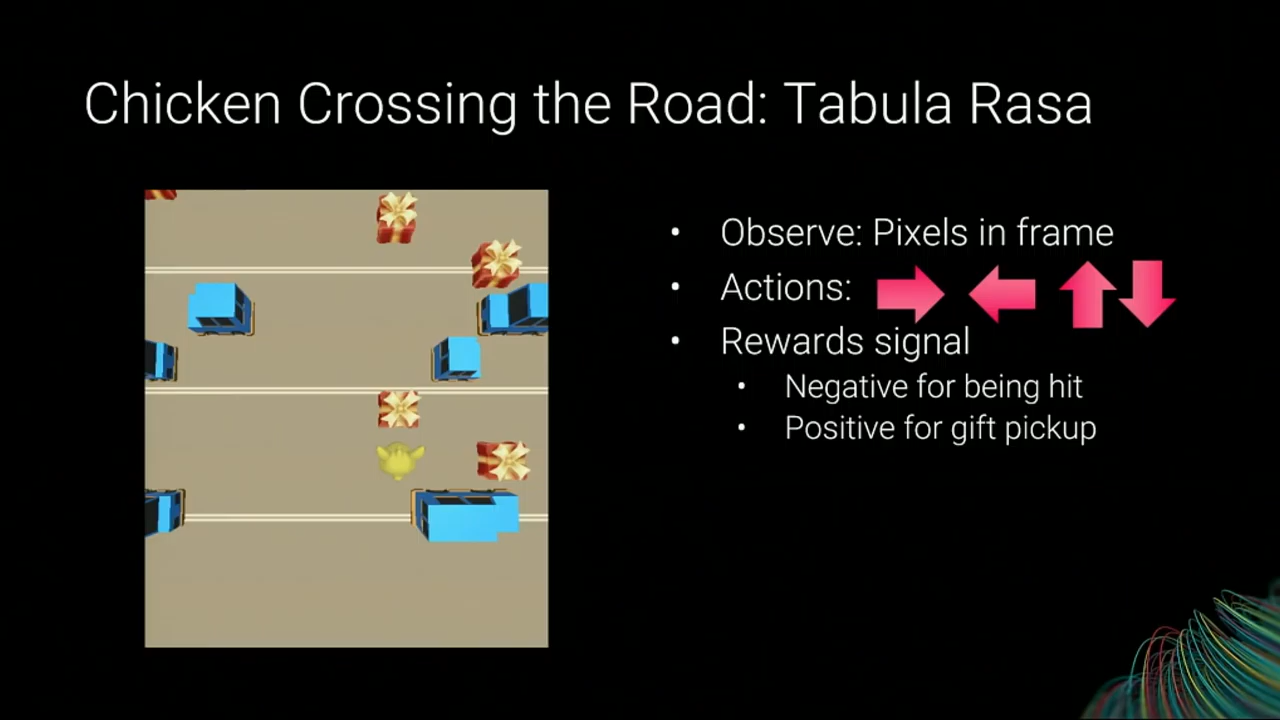 Chicken Crossing the Road: Tabula Rasa
• Observe: Pixels in frame
• Actions:
• Rewards signal
• Negative for being hit
• Positive for gift pickup